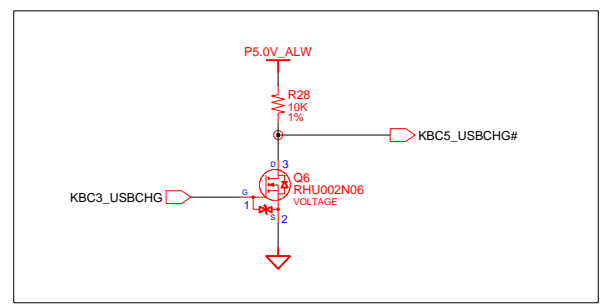 P5.0V_ALW
R28
10K
1%
KBC5_USBCHG#
D 3
Q6
RHU002N06
VOLTAGE
KBC3_USBCHG
G
1
S 2